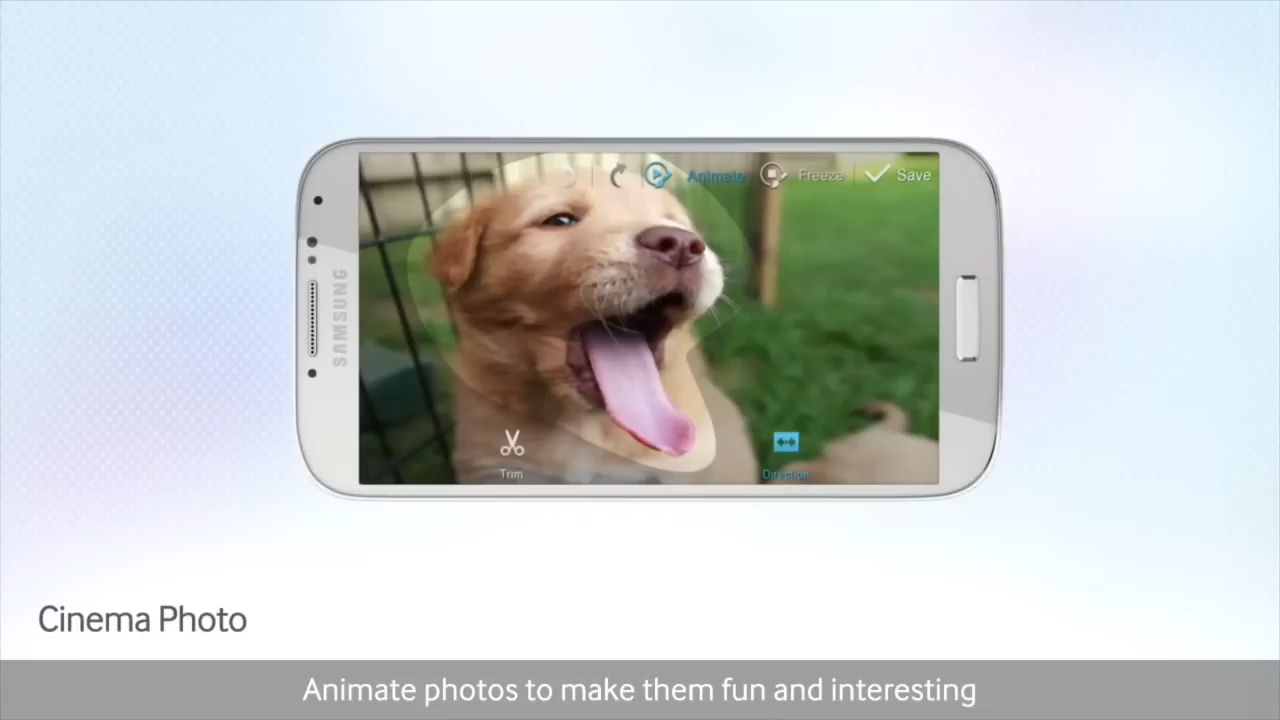 Animate
Freeze
Save
SAMSUNG
Trim
Direction
Cinema Photo
Animate photos to make them fun and interesting